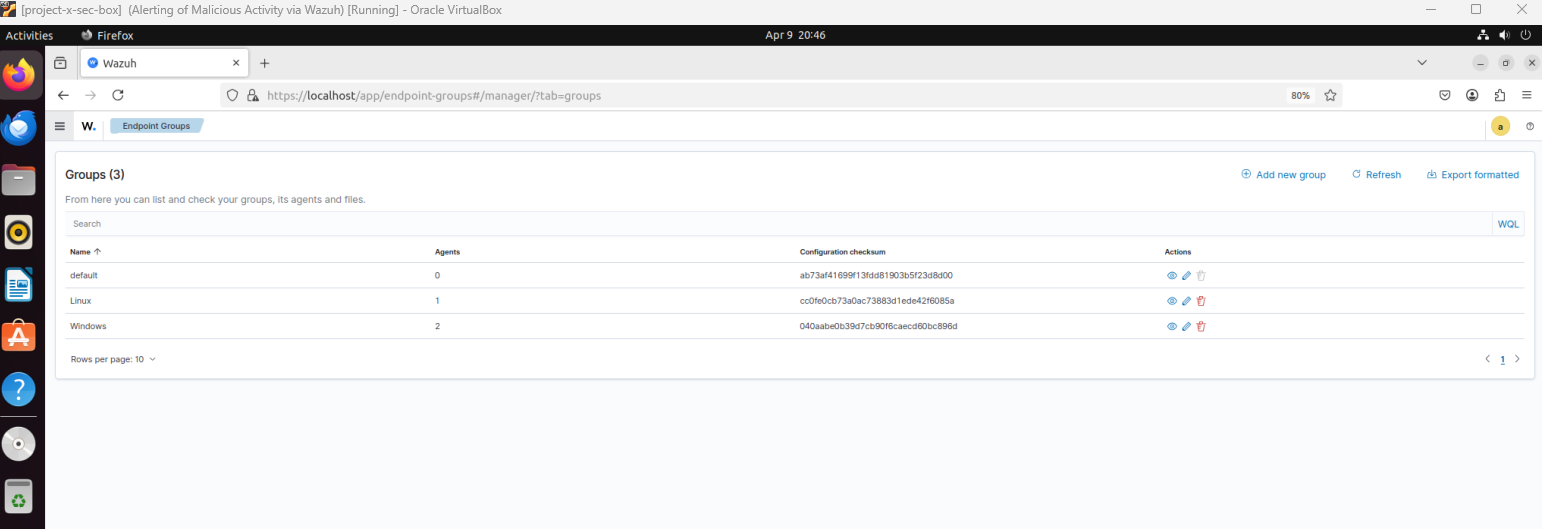 [project-x-sec-box] (Alerting of Malicious Activity via Wazuh) [Running] - Oracle VirtualBox
Activities Firefox Apr 9 20:46
Wazuh
https://localhost/app/endpoint-groups#/manager/?tab=groups 80%
W. Endpoint Groups a
Groups (3) Add new group Refresh Export formatted
From here you can list and check your groups, its agents and files.
Search WQL
Name Agents Configuration checksum Actions
default 0 ab73af41699f13fdd81903b5f23d8d00
Linux 1 cc0fe0cb73a0ac73883d1ede42f6085a
Windows 2 040aabe0b39d7cb90f6caecd60bc896d
Rows per page: 10 1